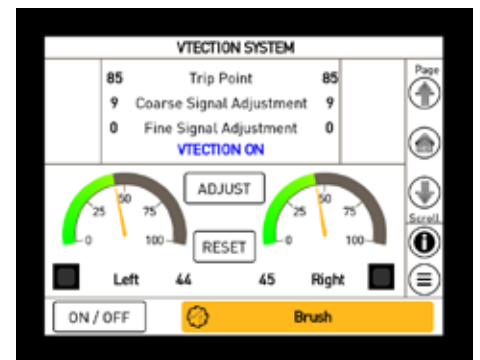 VTECTION SYSTEM
Page
85 Trip Point 85
9 Coarse Signal Adjustment 9
0 Fine Signal Adjustment 0
VTECTION ON
ADJUST
0 25 50 75 100
0 25 50 75 100
RESET
Scroll
Left 44 45 Right
ON / OFF
Brush